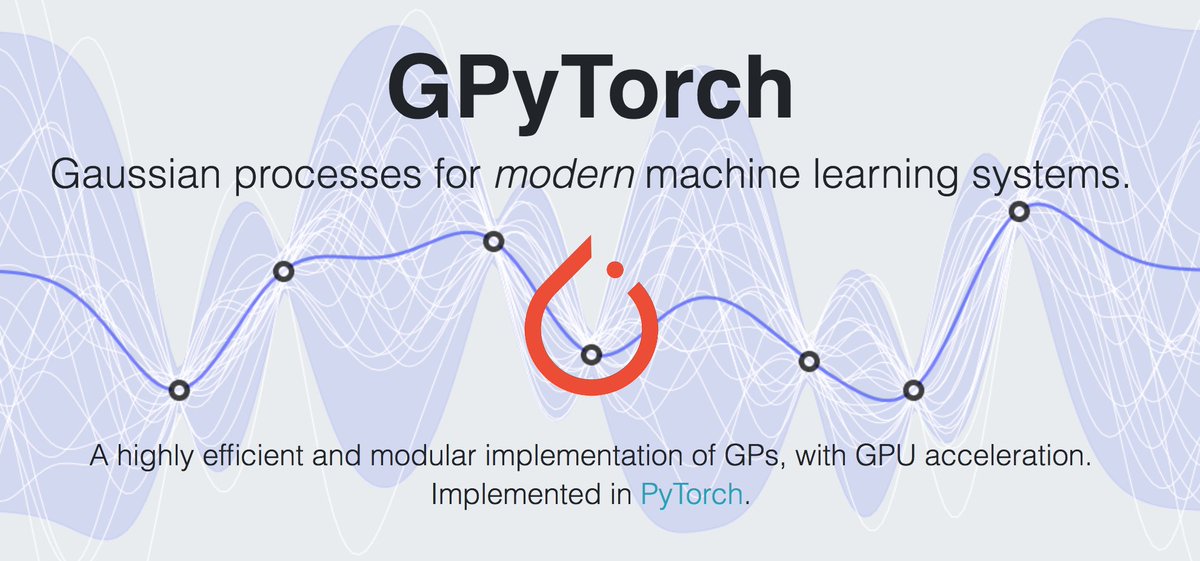 GPyTorch
Gaussian processes for modern machine learning systems.
A highly efficient and modular implementation of GPs, with GPU acceleration.
Implemented in PyTorch.